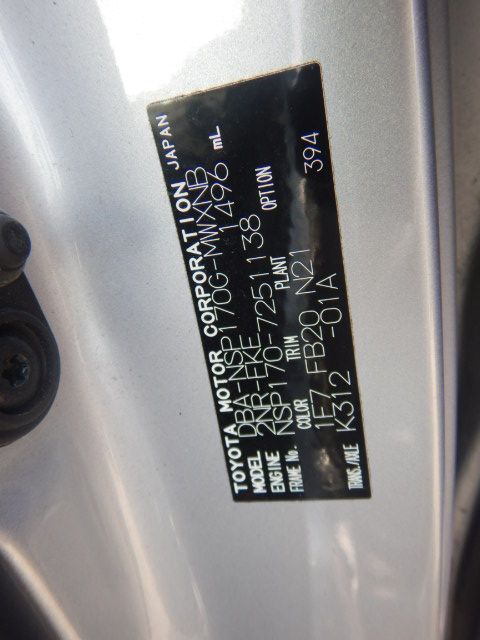 TOYOTA MOTOR CORPORATION JAPAN
MODEL DBA-NSP170G-MWXNB
ENGINE 2NR-FKE 1496 mL
FRAME No. NSP170-7251138
COLOR TRIM PLANT OPTION
1F7 FB20 N21 394
TRANS./AXLE K312 -01A